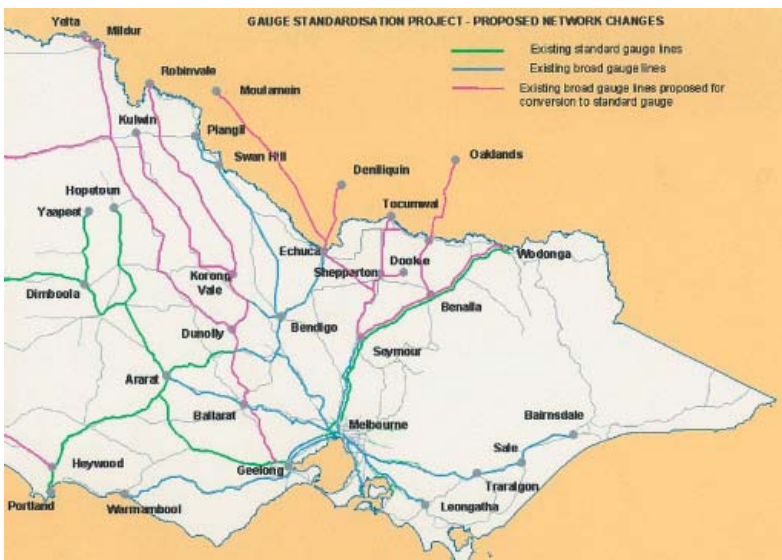 GAUGE STANDARDISATION PROJECT - PROPOSED NETWORK CHANGES
Existing standard gauge lines
Existing broad gauge lines
Existing broad gauge lines proposed for
conversion to standard gauge
Yelta
Mildur
Robinvale
Moulamein
Kulwin
Piangil
Swan Hill
Deniliquin
Oaklands
Tocumwal
Hopetoun
Yaapeet
Echuca
Shepparton
Dookie
Wodonga
Korong
Vale
Dimboola
Benalla
Dunolly
Bendigo
Seymour
Ararat
Ballarat
Melbourne
Bairnsdale
Sale
Traralgon
Heywood
Geelong
Portland
Warrnambool
Leongatha